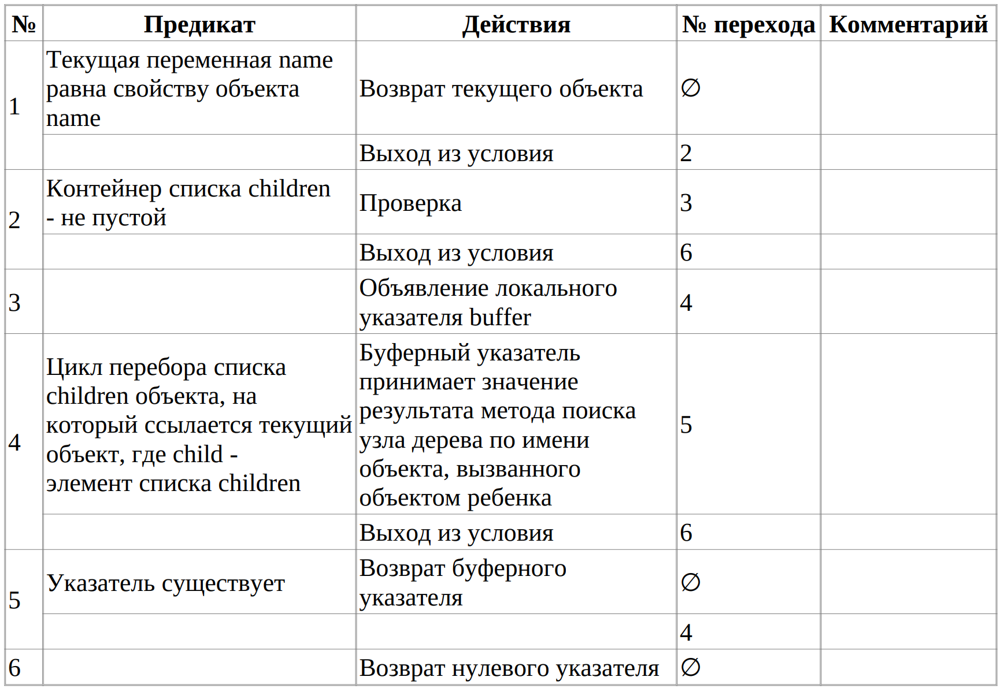 № Предикат Действия № перехода Комментарий
1
Текущая переменная name
равна свойству объекта
name
Возврат текущего объекта
∅
Выход из условия
2
2
Контейнер списка children
- не пустой
Проверка
3
Выход из условия
6
3
Объявление локального
указателя buffer
4
4
Цикл перебора списка
children объекта, на
который ссылается текущий
объект, где child -
элемент списка children
Буферный указатель
принимает значение
результата метода поиска
узла дерева по имени
объекта, вызванного
объектом ребенка
5
Выход из условия
6
5
Указатель существует
Возврат буферного
указателя
∅
4
6
Возврат нулевого указателя
∅